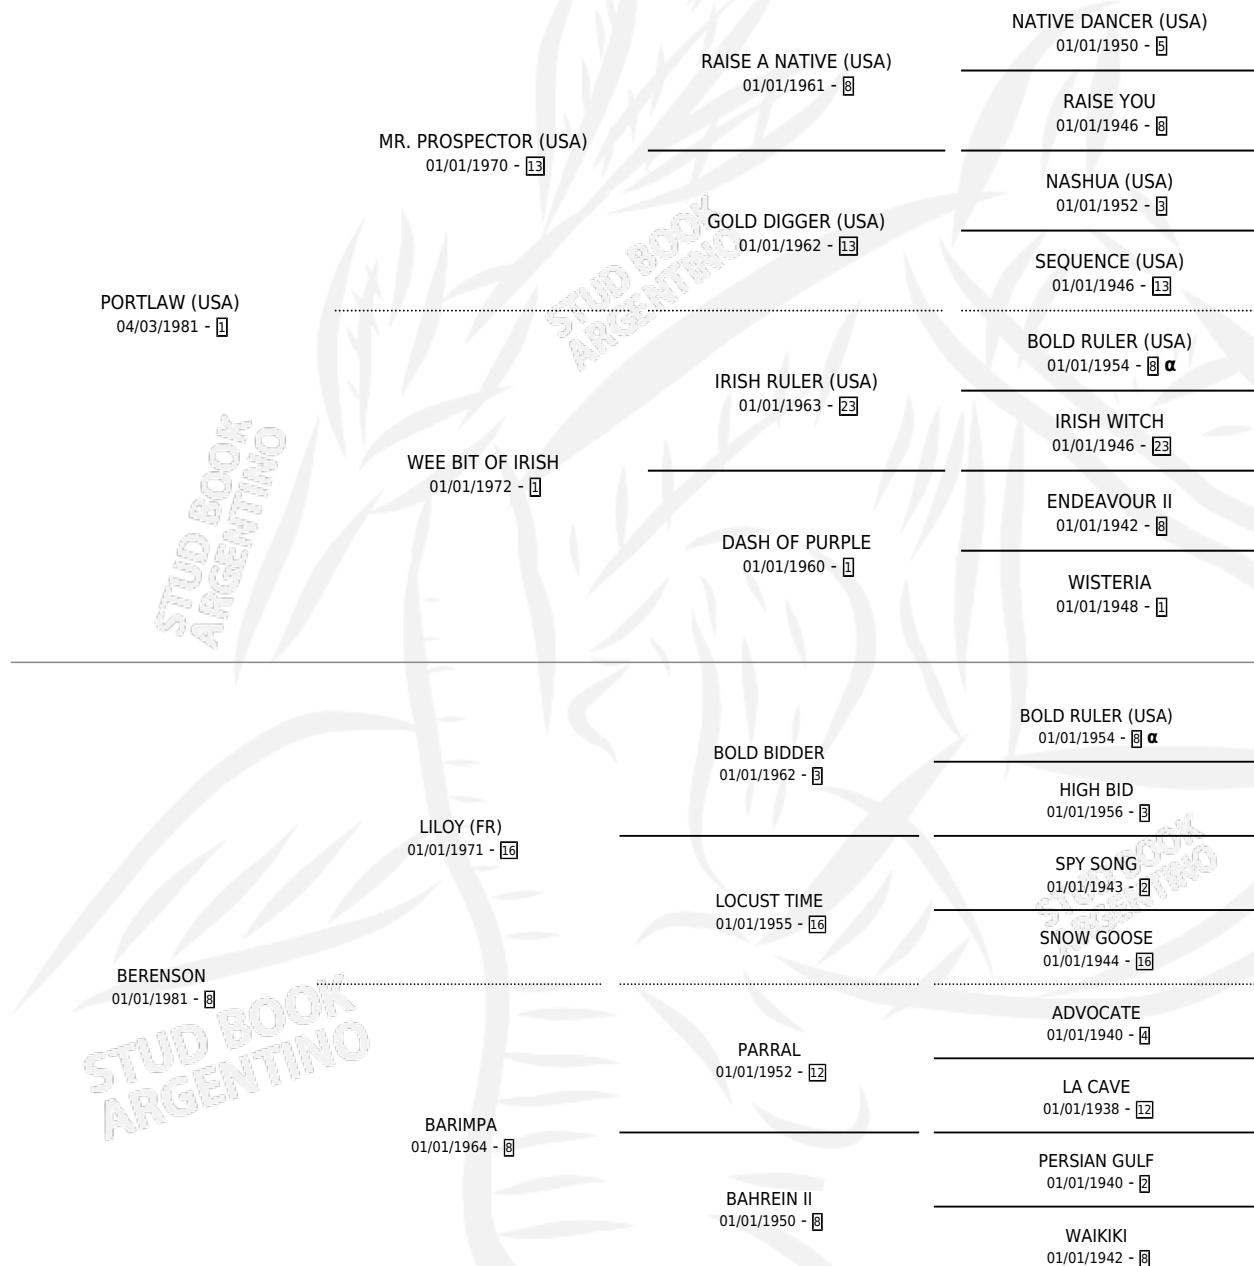 NATIVE DANCER (USA)
01/01/1950 - 5
RAISE A NATIVE (USA)
01/01/1961 - 8
RAISE YOU
01/01/1946 - 8
MR. PROSPECTOR (USA)
01/01/1970 - 13
NASHUA (USA)
01/01/1952 - 3
GOLD DIGGER (USA)
01/01/1962 - 13
SEQUENCE (USA)
01/01/1946 - 13
PORTLAW (USA)
04/03/1981 - 1
BOLD RULER (USA)
01/01/1954 - 8 α
IRISH RULER (USA)
01/01/1963 - 23
IRISH WITCH
01/01/1946 - 23
WEE BIT OF IRISH
01/01/1972 - 1
ENDEAVOUR II
01/01/1942 - 8
DASH OF PURPLE
01/01/1960 - 1
WISTERIA
01/01/1948 - 1
BOLD RULER (USA)
01/01/1954 - 8 α
BOLD BIDDER
01/01/1962 - 3
HIGH BID
01/01/1956 - 3
LILOY (FR)
01/01/1971 - 16
SPY SONG
01/01/1943 - 2
LOCUST TIME
01/01/1955 - 16
SNOW GOOSE
01/01/1944 - 16
BERENSON
01/01/1981 - 8
ADVOCATE
01/01/1940 - 4
PARRAL
01/01/1952 - 12
LA CAVE
01/01/1938 - 12
BARIMPA
01/01/1964 - 8
PERSIAN GULF
01/01/1940 - 2
BAHREIN II
01/01/1950 - 8
WAIKIKI
01/01/1942 - 8
STUD BOOK
ARGENTINO
STUD BOOK
ARGENTINO
STUD BOOK
ARGENTINO
STUD BOOK
ARGENTINO